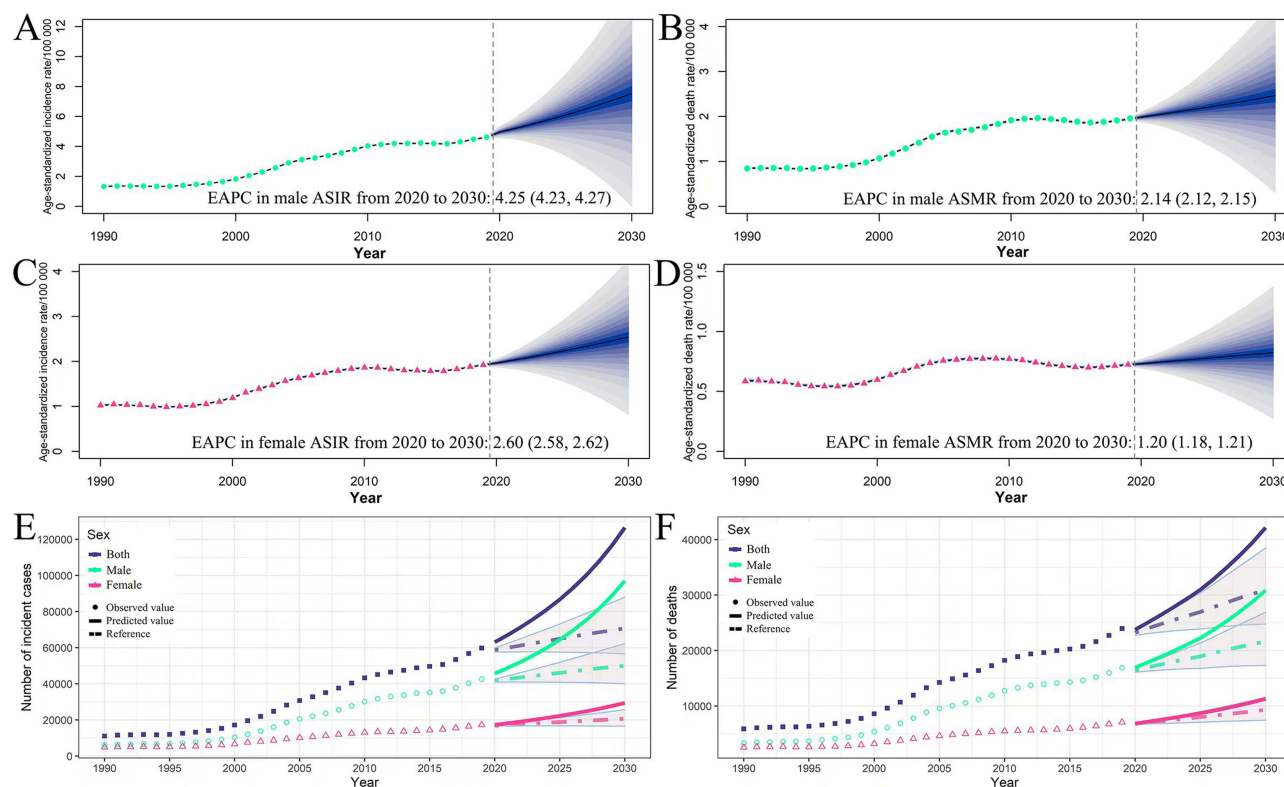 A
Age-standardized incidence rate/100 000
12
10
8
6
4
2
0
EAPC in male ASIR from 2020 to 2030: 4.25 (4.23, 4.27)
1990
2000
2010
2020
2030
Year
B
Age-standardized death rate/100 000
4
3
2
1
0
EAPC in male ASMR from 2020 to 2030: 2.14 (2.12, 2.15)
1990
2000
2010
2020
2030
Year
C
Age-standardized incidence rate/100 000
4
3
2
1
0
EAPC in female ASIR from 2020 to 2030: 2.60 (2.58, 2.62)
1990
2000
2010
2020
2030
Year
D
Age-standardized death rate/100 000
1.5
1.0
0.5
0.0
EAPC in female ASMR from 2020 to 2030: 1.20 (1.18, 1.21)
1990
2000
2010
2020
2030
Year
E
Number of incident cases
120000
100000
80000
60000
40000
20000
0
Sex
Both
Male
Female
Observed value
Predicted value
Reference
1990
1995
2000
2005
2010
2015
2020
2025
2030
Year
F
Number of deaths
40000
30000
20000
10000
Sex
Both
Male
Female
Observed value
Predicted value
Reference
1990
1995
2000
2005
2010
2015
2020
2025
2030
Year